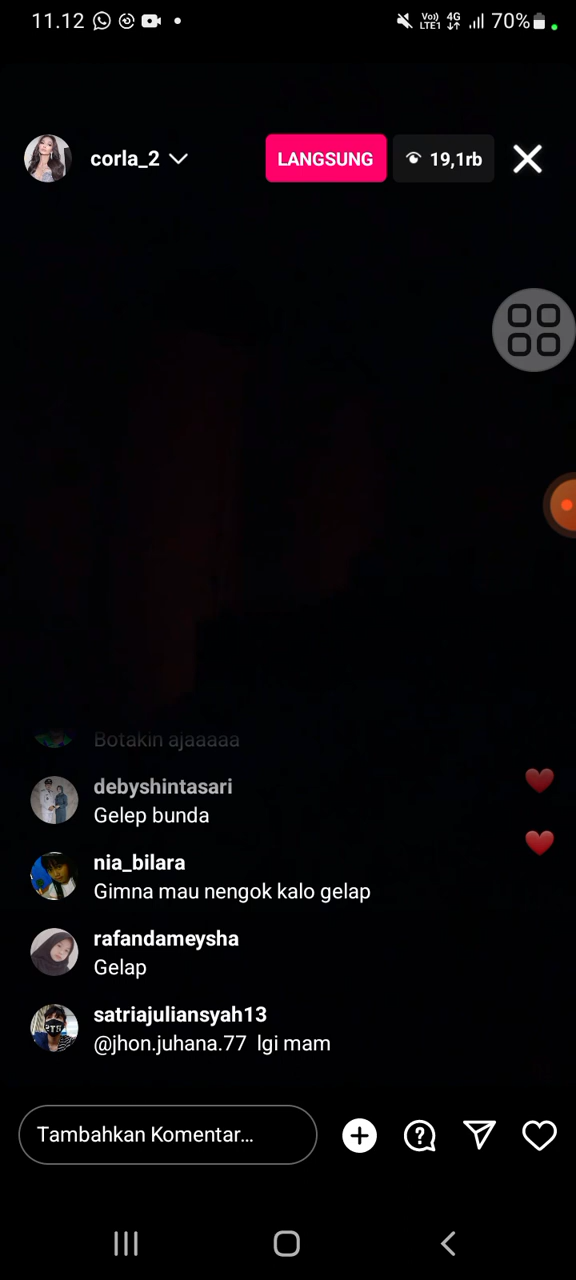 11.12
Vo)) LTE1 4G 70%
corla_2 LANGSUNG 19,1rb
Botakin ajaaaaa
debyshintasari
Gelep bunda
nia_bilara
Gimna mau nengok kalo gelap
rafandameysha
Gelap
satriajuliansyah13
@jhon.juhana.77 lgi mam
Tambahkan Komentar...